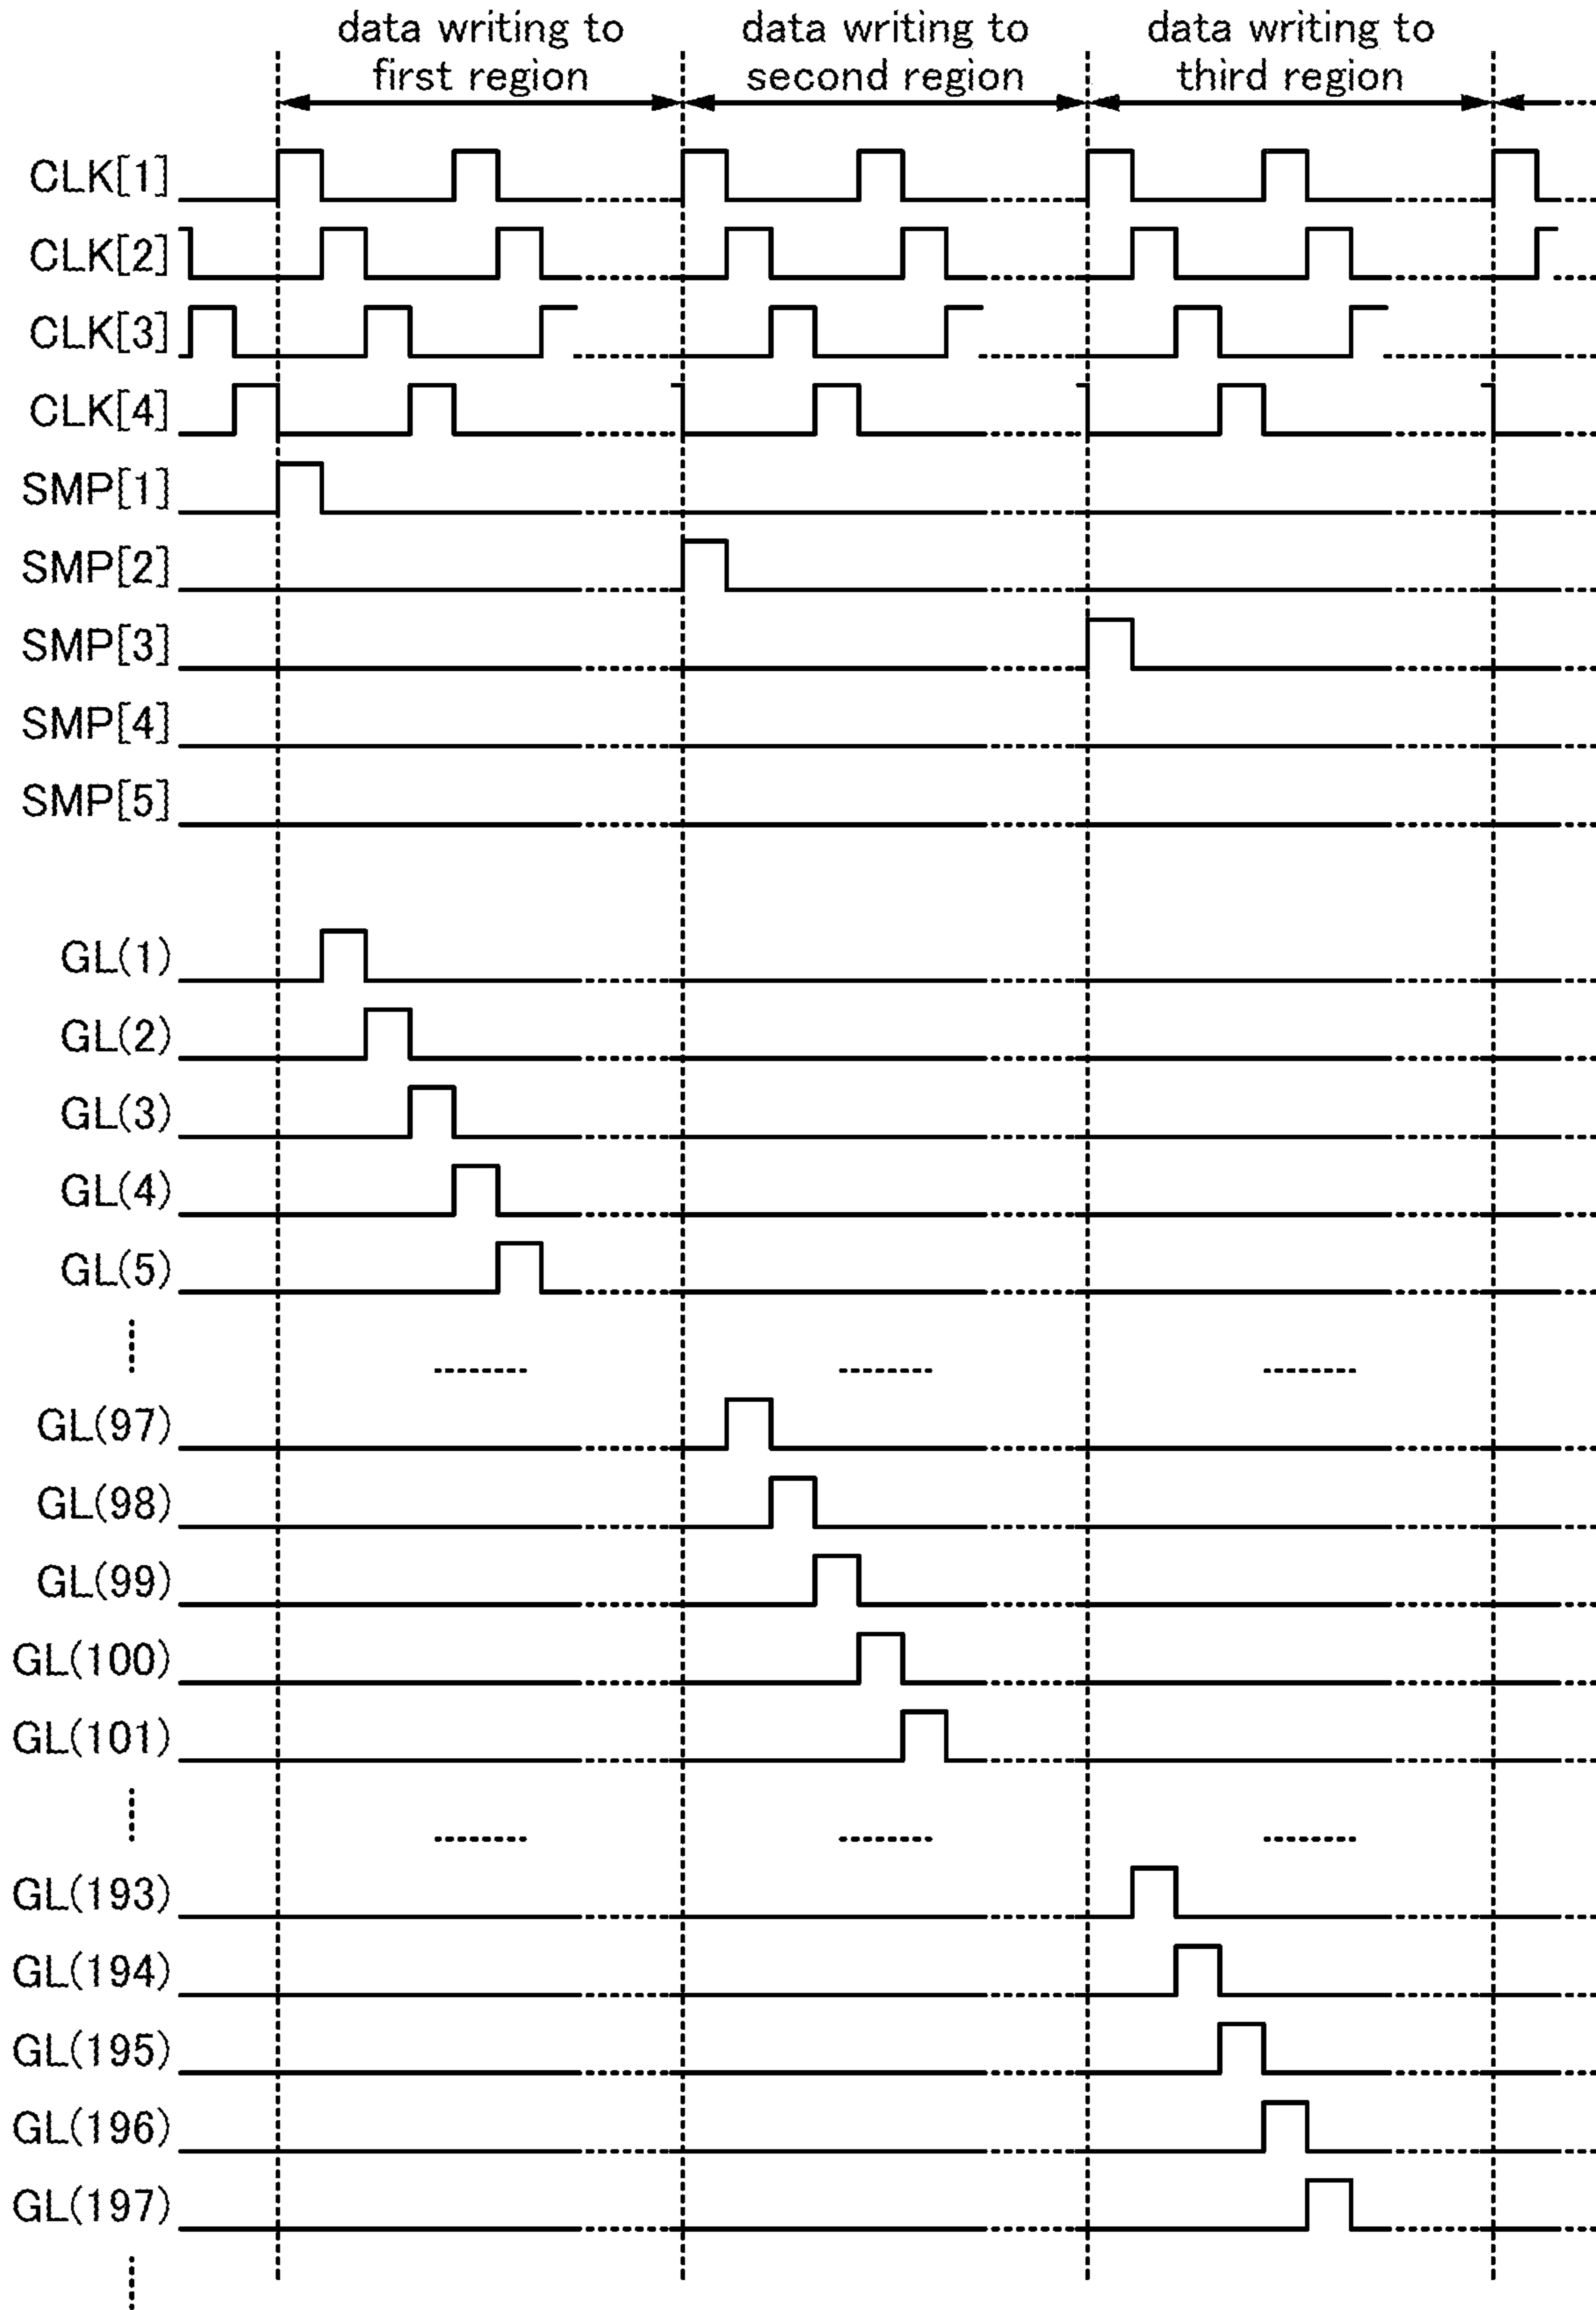 data writing to
first region
data writing to
second region
data writing to
third region
CLK[1]
CLK[2]
CLK[3]
CLK[4]
SMP[1]
SMP[2]
SMP[3]
SMP[4]
SMP[5]
GL(1)
GL(2)
GL(3)
GL(4)
GL(5)
GL(97)
GL(98)
GL(99)
GL(100)
GL(101)
GL(193)
GL(194)
GL(195)
GL(196)
GL(197)